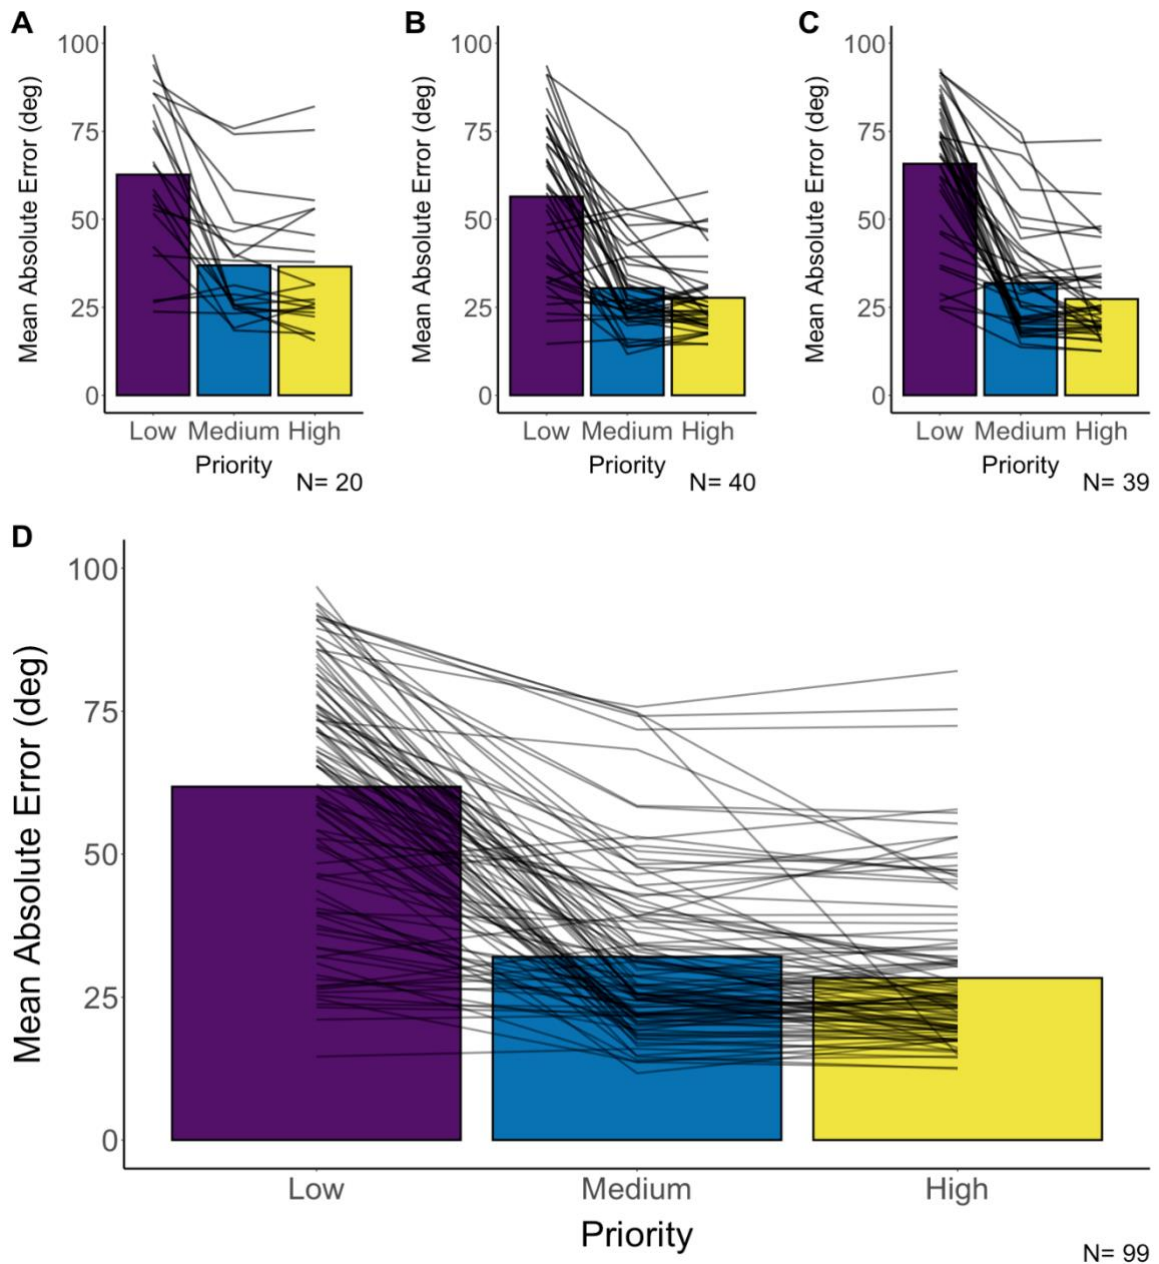 A
Mean Absolute Error (deg)
100
75
50
25
0
Low Medium High
Priority
N= 20
B
Mean Absolute Error (deg)
100
75
50
25
0
Low Medium High
Priority
N= 40
C
Mean Absolute Error (deg)
100
75
50
25
0
Low Medium High
Priority
N= 39
D
Mean Absolute Error (deg)
100
75
50
25
0
Low Medium High
Priority
N= 99